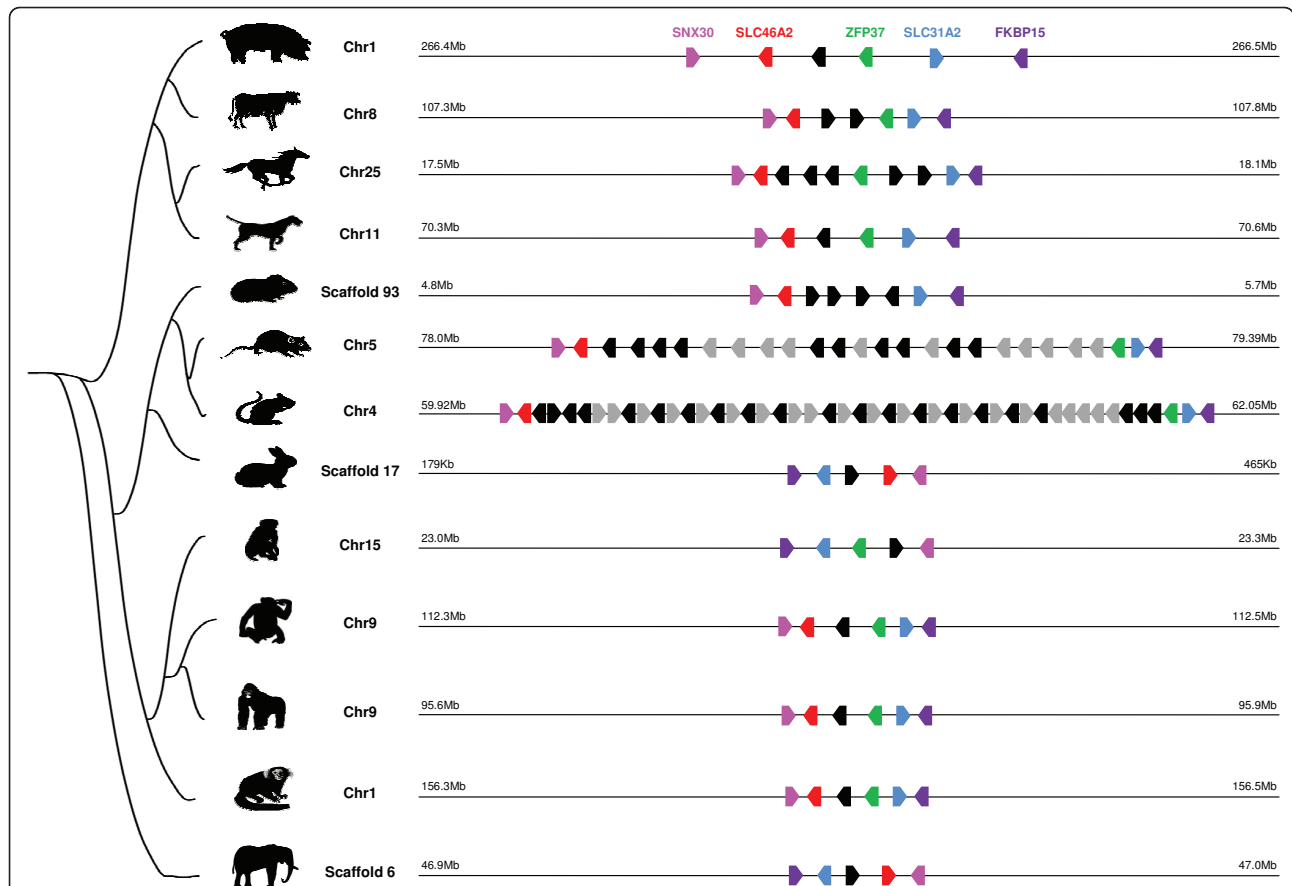 SNX30 SLC46A2 ZFP37 SLC31A2 FKBP15
Chr1 266.4Mb 266.5Mb
Chr8 107.3Mb 107.8Mb
Chr25 17.5Mb 18.1Mb
Chr11 70.3Mb 70.6Mb
Scaffold 93 4.8Mb 5.7Mb
Chr5 78.0Mb 79.39Mb
Chr4 59.92Mb 62.05Mb
Scaffold 17 179Kb 465Kb
Chr15 23.0Mb 23.3Mb
Chr9 112.3Mb 112.5Mb
Chr9 95.6Mb 95.9Mb
Chr1 156.3Mb 156.5Mb
Scaffold 6 46.9Mb 47.0Mb